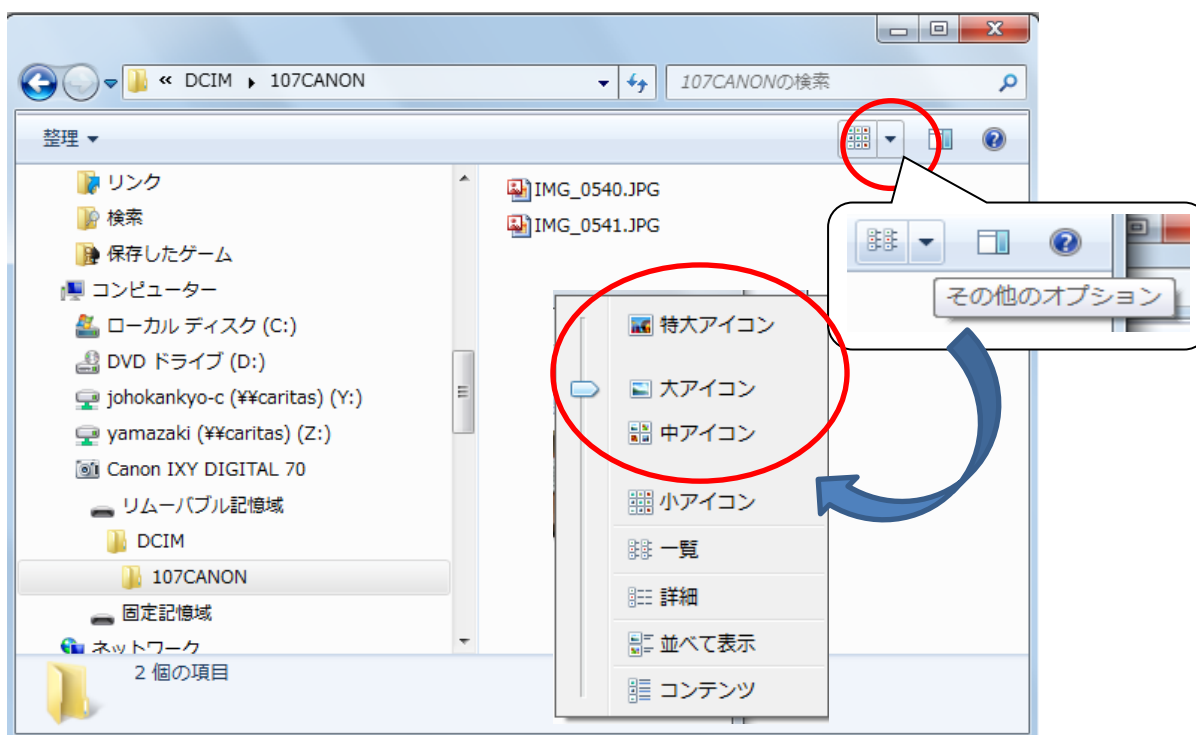 « DCIM ▸ 107CANON
107CANONの検索
整理 ▼
リンク
検索
保存したゲーム
コンピューター
ローカル ディスク (C:)
DVD ドライブ (D:)
johokankyo-c (¥¥caritas) (Y:)
yamazaki (¥¥caritas) (Z:)
Canon IXY DIGITAL 70
リムーバブル記憶域
DCIM
107CANON
固定記憶域
ネットワーク
IMG_0540.JPG
IMG_0541.JPG
その他のオプション
特大アイコン
大アイコン
中アイコン
小アイコン
一覧
詳細
並べて表示
コンテンツ
2 個の項目